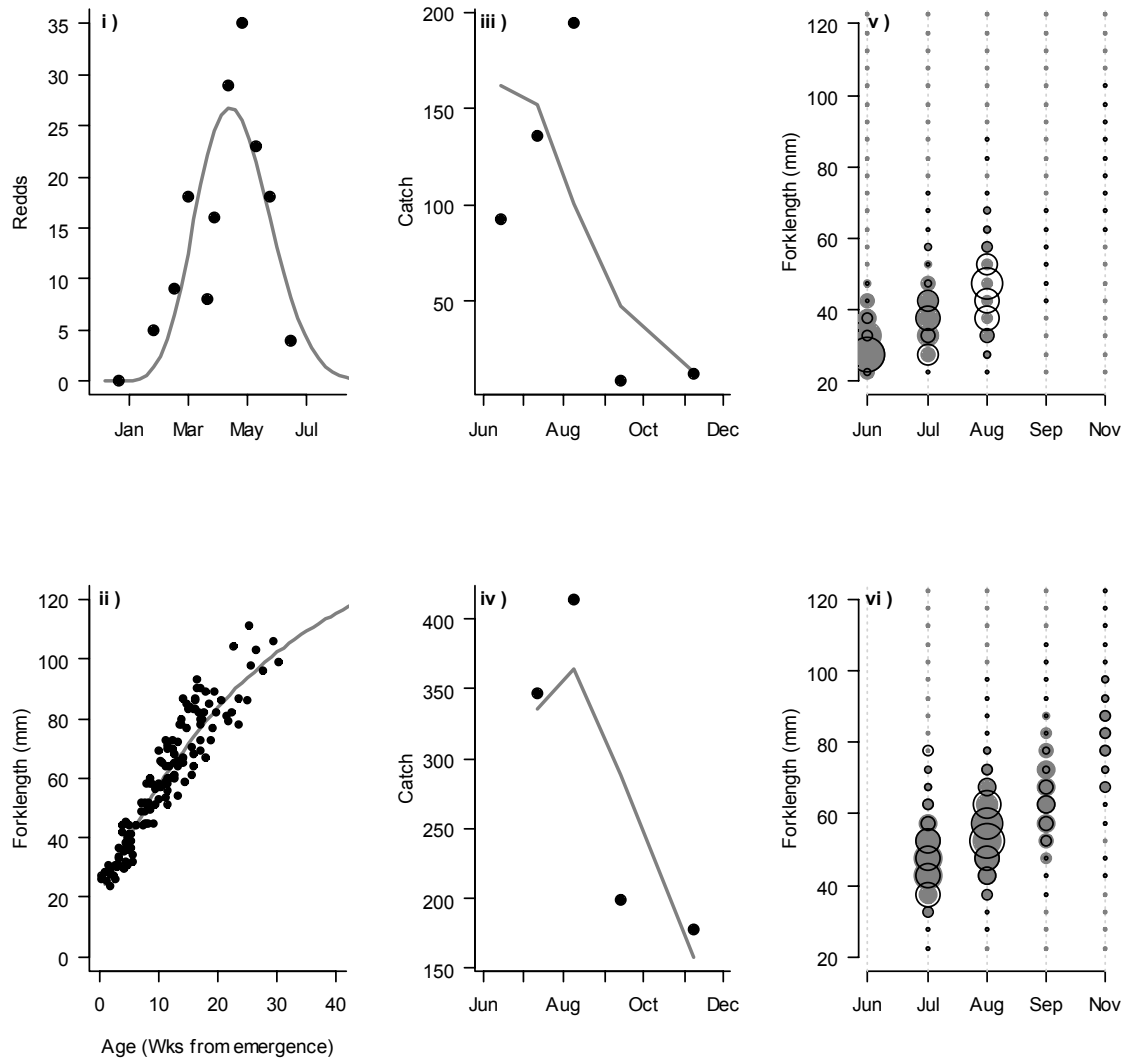 i )
35
30
25
20
15
10
5
0
Redds
Jan Mar May Jul
iii )
200
150
100
50
Catch
Jun Aug Oct Dec
v )
120
100
80
60
40
20
Forklength (mm)
Jun Jul Aug Sep Nov
ii )
120
100
80
60
40
20
0
Forklength (mm)
0 10 20 30 40
Age (Wks from emergence)
iv )
400
350
300
250
200
150
Catch
Jun Aug Oct Dec
vi )
120
100
80
60
40
20
Forklength (mm)
Jun Jul Aug Sep Nov